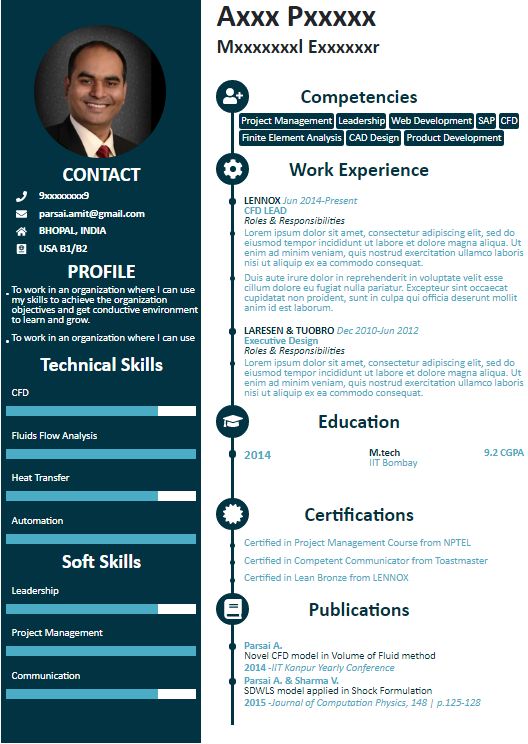 Axxx Pxxxxx
Mxxxxxxxl Exxxxxxr
CONTACT
9xxxxxxxx9
parsai.amit@gmail.com
BHOPAL, INDIA
USA B1/B2
PROFILE
To work in an organization where I can use
my skills to achieve the organization
objectives and get conductive environment
to learn and grow.
To work in an organization where I can use
Technical Skills
CFD
Fluids Flow Analysis
Heat Transfer
Automation
Soft Skills
Leadership
Project Management
Communication
Competencies
Project Management Leadership Web Development SAP CFD
Finite Element Analysis CAD Design Product Development
Work Experience
LENNOX Jun 2014-Present
CFD LEAD
Roles & Responsibilities
Lorem ipsum dolor sit amet, consectetur adipiscing elit, sed do
eiusmod tempor incididunt ut labore et dolore magna aliqua. Ut
enim ad minim veniam, quis nostrud exercitation ullamco laboris
nisi ut aliquip ex ea commodo consequat.
Duis aute irure dolor in reprehenderit in voluptate velit esse
cillum dolore eu fugiat nulla pariatur. Excepteur sint occaecat
cupidatat non proident, sunt in culpa qui officia deserunt mollit
anim id est laborum.
LARESEN & TUOBRO Dec 2010-Jun 2012
Executive Design
Roles & Responsibilities
Lorem ipsum dolor sit amet, consectetur adipiscing elit, sed do
eiusmod tempor incididunt ut labore et dolore magna aliqua. Ut
enim ad minim veniam, quis nostrud exercitation ullamco laboris
nisi ut aliquip ex ea commodo consequat.
Education
2014 M.tech 9.2 CGPA
IIT Bombay
Certifications
Certified in Project Management Course from NPTEL
Certified in Competent Communicator from Toastmaster
Certified in Lean Bronze from LENNOX
Publications
Parsai A.
Novel CFD model in Volume of Fluid method
2014 -IIT Kanpur Yearly Conference
Parsai A. & Sharma V.
SDWLS model applied in Shock Formulation
2015 -Journal of Computation Physics, 148 | p.125-128